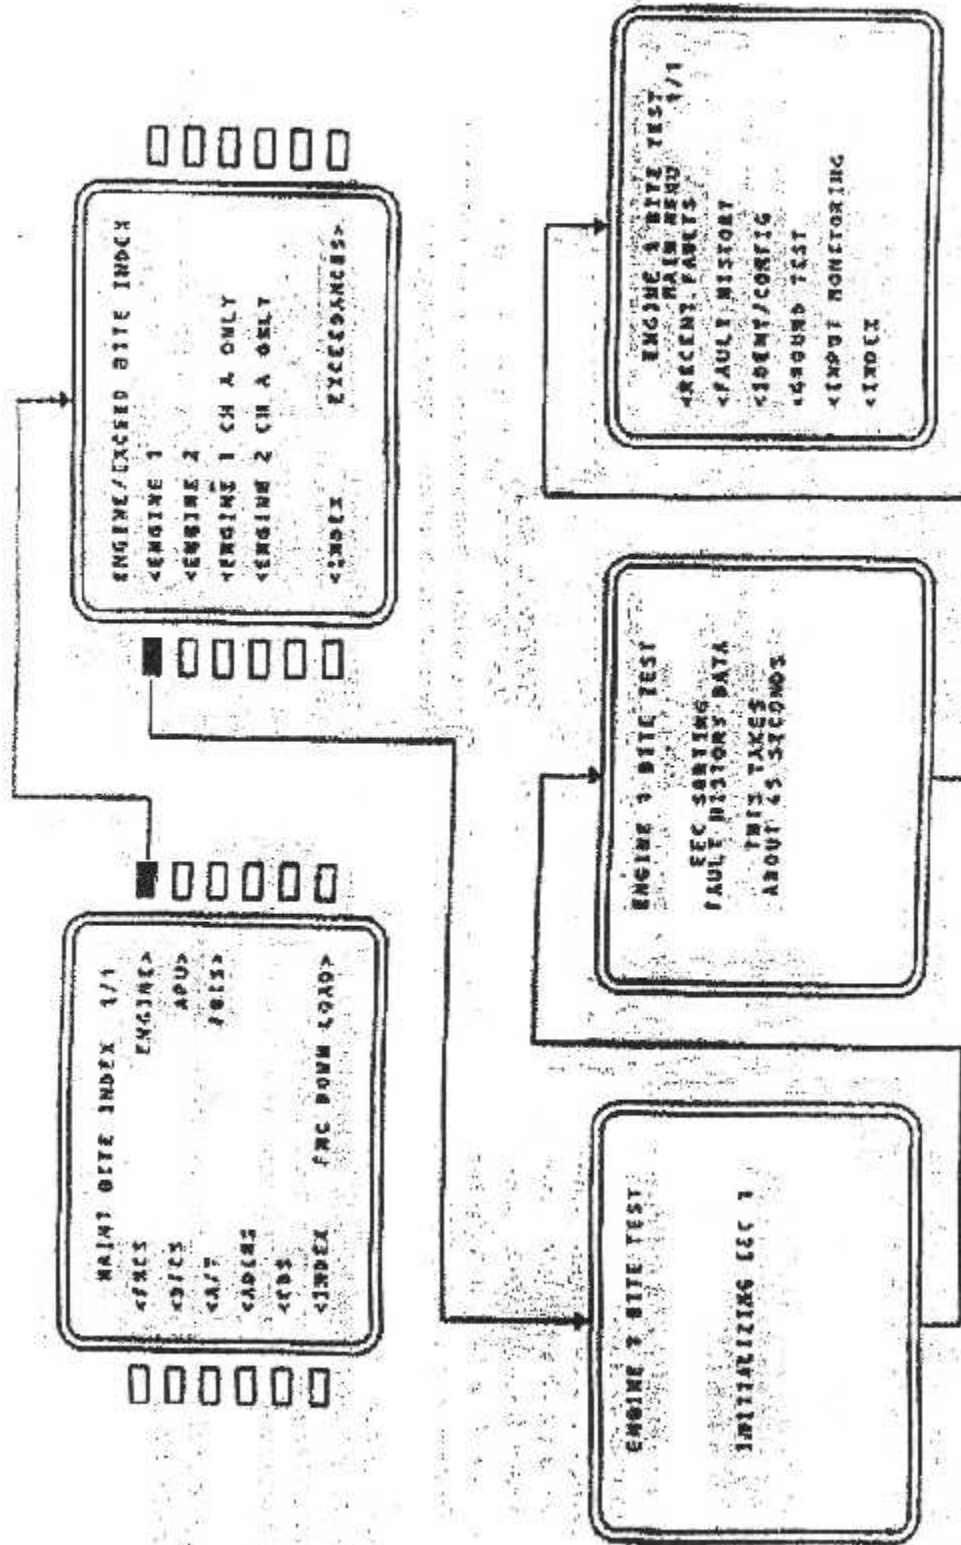 MAINT BITE INDEX 1/1
<FMCS ENGINE>
<DFCS APU>
<A/T FQIS>
<ADIRS
<CDS
<INDEX FMC DOWN LOAD>
ENGINE/EXCEED BITE INDEX
<ENGINE 1
<ENGINE 2
<ENGINE 1 CH A ONLY
<ENGINE 2 CH A ONLY
<INDEX EXCEEDANCES>
ENGINE 1 BITE TEST
INITIALIZING EEC 1
ENGINE 1 BITE TEST
EEC SORTING
FAULT HISTORY DATA
THIS TAKES
ABOUT 45 SECONDS
ENGINE 1 BITE TEST
MAIN MENU 1/1
<RECENT FAULTS
<FAULT HISTORY
<IDENT/CONFIG
<GROUND TEST
<INPUT MONITORING
<INDEX